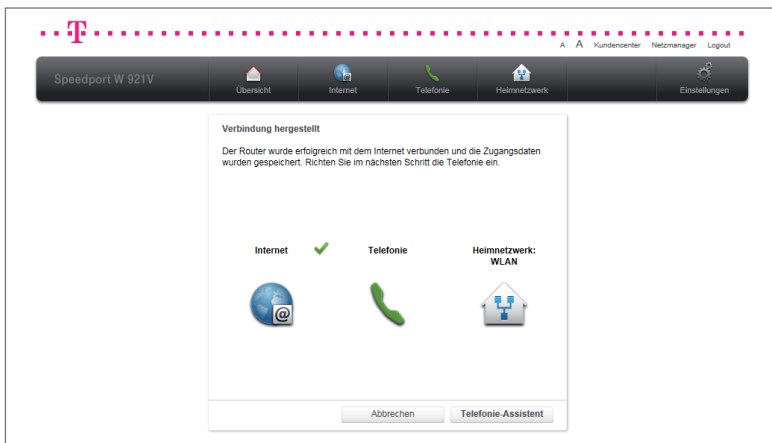 T
A A Kundencenter Netzmanager Logout
Speedport W 921V
Übersicht Internet Telefonie Heimnetzwerk Einstellungen
Verbindung hergestellt
Der Router wurde erfolgreich mit dem Internet verbunden und die Zugangsdaten
wurden gespeichert. Richten Sie im nächsten Schritt die Telefonie ein.
Internet Telefonie Heimnetzwerk:
WLAN
@
Abbrechen Telefonie-Assistent